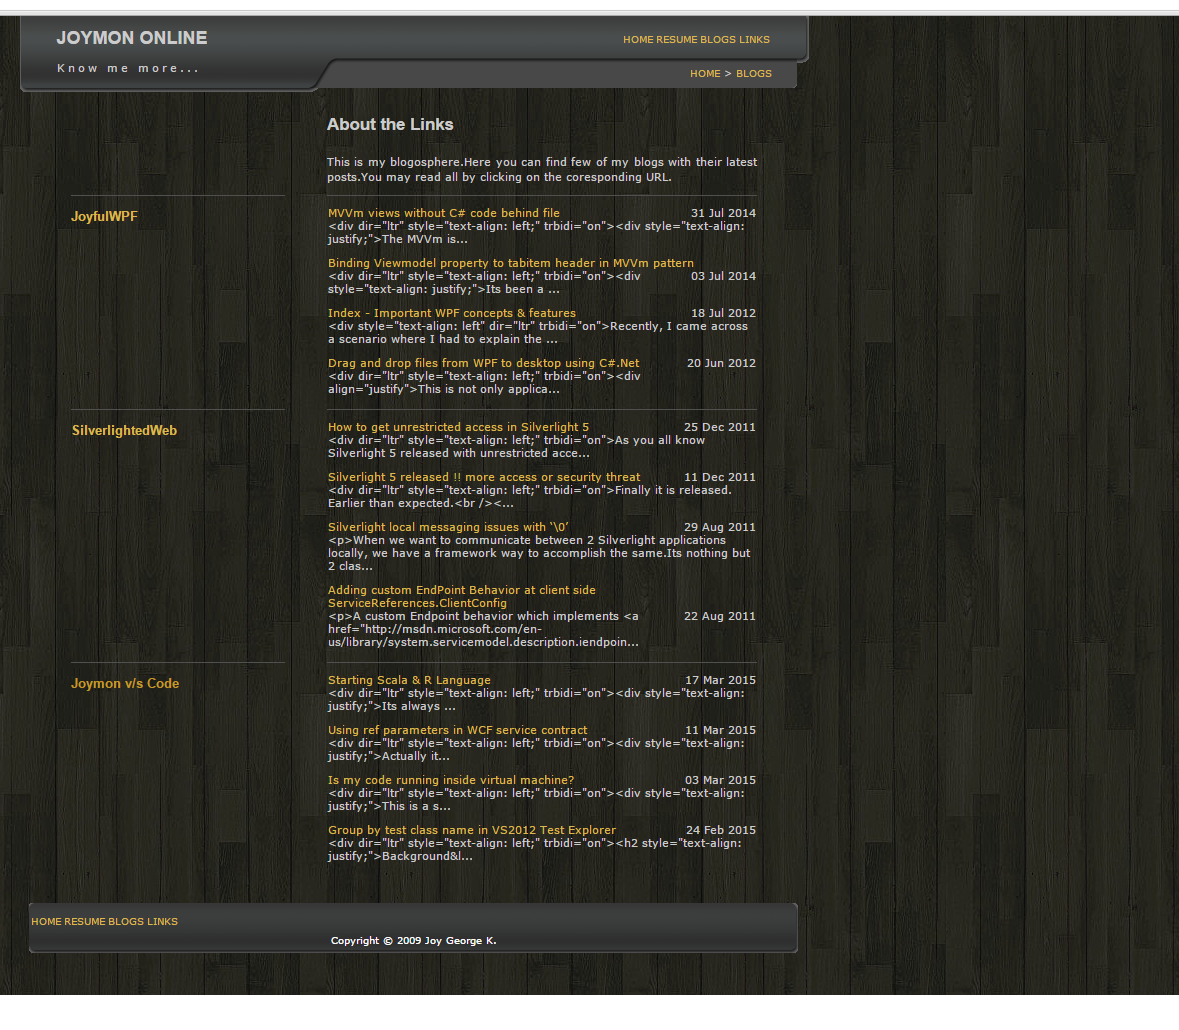 JOYMON ONLINE
HOME RESUME BLOGS LINKS
Know me more...
HOME > BLOGS
About the Links
This is my blogosphere.Here you can find few of my blogs with their latest
posts.You may read all by clicking on the coresponding URL.
JoyfulWPF
MVVm views without C# code behind file 31 Jul 2014
<div dir="ltr" style="text-align: left;" trbidi="on"><div style="text-align:
justify;">The MVVm is...
Binding Viewmodel property to tabitem header in MVVm pattern
<div dir="ltr" style="text-align: left;" trbidi="on"><div 03 Jul 2014
style="text-align: justify;">Its been a ...
Index - Important WPF concepts & features 18 Jul 2012
<div style="text-align: left" dir="ltr" trbidi="on">Recently, I came across
a scenario where I had to explain the ...
Drag and drop files from WPF to desktop using C#.Net 20 Jun 2012
<div dir="ltr" style="text-align: left;" trbidi="on"><div
align="justify">This is not only applica...
SilverlightedWeb
How to get unrestricted access in Silverlight 5 25 Dec 2011
<div dir="ltr" style="text-align: left;" trbidi="on">As you all know
Silverlight 5 released with unrestricted acce...
Silverlight 5 released !! more access or security threat 11 Dec 2011
<div dir="ltr" style="text-align: left;" trbidi="on">Finally it is released.
Earlier than expected.<br /><...
Silverlight local messaging issues with '\0' 29 Aug 2011
<p>When we want to communicate between 2 Silverlight applications
locally, we have a framework way to accomplish the same.Its nothing but
2 clas...
Adding custom EndPoint Behavior at client side
ServiceReferences.ClientConfig
<p>A custom Endpoint behavior which implements <a 22 Aug 2011
href="http://msdn.microsoft.com/en-
us/library/system.servicemodel.description.iendpoin...
Joymon v/s Code
Starting Scala & R Language 17 Mar 2015
<div dir="ltr" style="text-align: left;" trbidi="on"><div style="text-align:
justify;">Its always ...
Using ref parameters in WCF service contract 11 Mar 2015
<div dir="ltr" style="text-align: left;" trbidi="on"><div style="text-align:
justify;">Actually it...
Is my code running inside virtual machine? 03 Mar 2015
<div dir="ltr" style="text-align: left;" trbidi="on"><div style="text-align:
justify;">This is a s...
Group by test class name in VS2012 Test Explorer 24 Feb 2015
<div dir="ltr" style="text-align: left;" trbidi="on"><h2 style="text-align:
justify;">Background&l...
HOME RESUME BLOGS LINKS
Copyright © 2009 Joy George K.